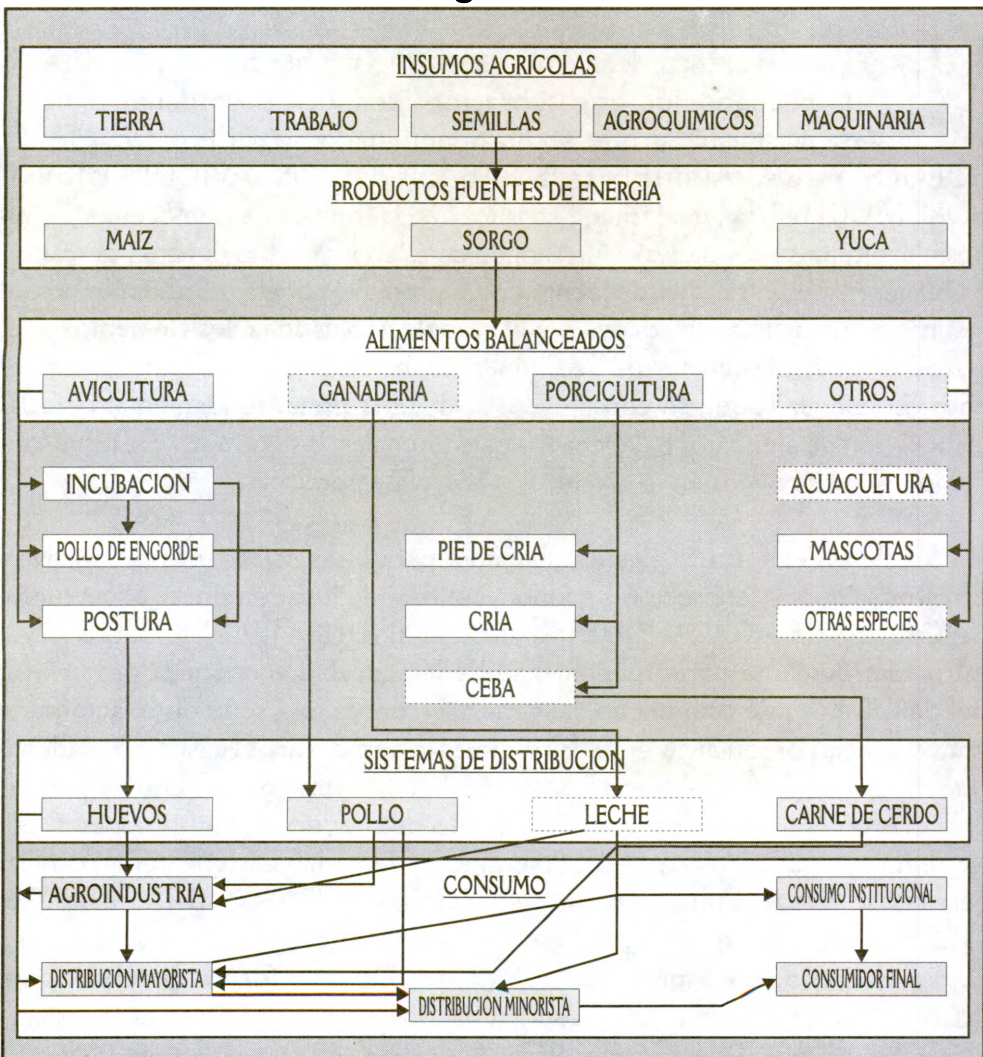 INSUMOS AGRICOLAS
TIERRA TRABAJO SEMILLAS AGROQUIMICOS MAQUINARIA
PRODUCTOS FUENTES DE ENERGIA
MAIZ SORGO YUCA
ALIMENTOS BALANCEADOS
AVICULTURA GANADERIA PORCICULTURA OTROS
INCUBACION ACUACULTURA
POLLO DE ENGORDE PIE DE CRIA MASCOTAS
POSTURA CRIA OTRAS ESPECIES
CEBA
SISTEMAS DE DISTRIBUCION
HUEVOS POLLO LECHE CARNE DE CERDO
AGROINDUSTRIA CONSUMO CONSUMO INSTITUCIONAL
DISTRIBUCION MAYORISTA CONSUMIDOR FINAL
DISTRIBUCION MINORISTA